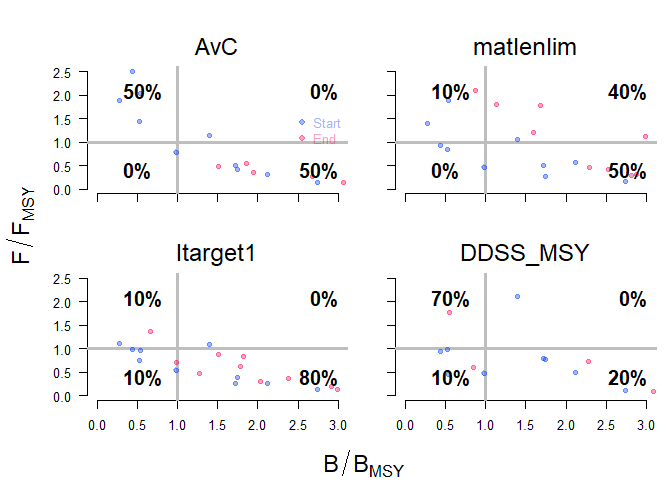 AvC matlenlim
2.5
2.0 50% 0% 10% 40%
1.5 Start
1.0 End
0.5 0% 50% 0% 50%
0.0
F/F_MSY
Itarget1 DDSS_MSY
2.5
2.0 10% 0% 70% 0%
1.5
1.0
0.5 10% 80% 10% 20%
0.0
0.0 0.5 1.0 1.5 2.0 2.5 3.0 0.0 0.5 1.0 1.5 2.0 2.5 3.0
B/B_MSY